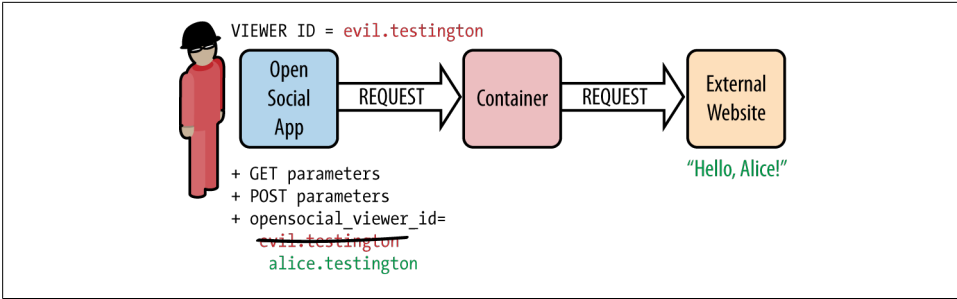 VIEWER ID = evil.testington
Open
Social
App
REQUEST
Container
REQUEST
External
Website
"Hello, Alice!"
+ GET parameters
+ POST parameters
+ opensocial_viewer_id=
evil.testington
alice.testington